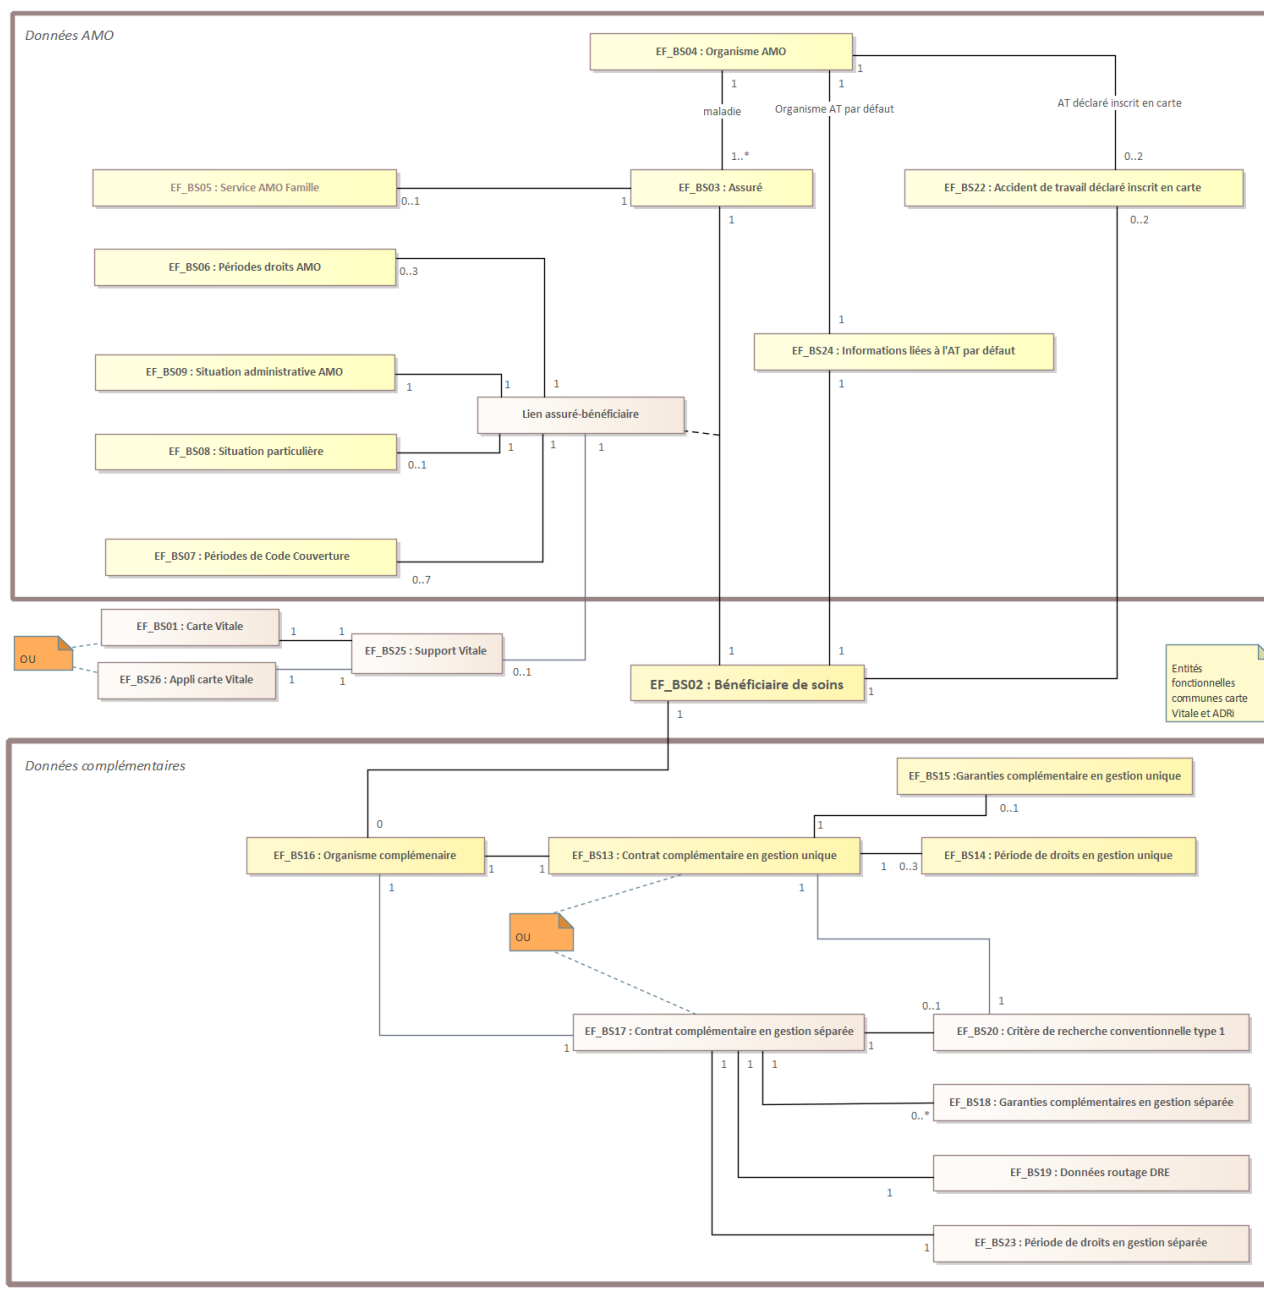 Données AMO
EF_BS04 : Organisme AMO
1
1
1
maladie
Organisme AT par défaut
AT déclaré inscrit en carte
1..*
0..2
EF_BS05 : Service AMO Famille
0..1
1
EF_BS03 : Assuré
1
EF_BS22 : Accident de travail déclaré inscrit en carte
0..2
EF_BS06 : Périodes droits AMO
0..3
1
EF_BS24 : Informations liées à l'AT par défaut
1
EF_BS09 : Situation administrative AMO
1
1
1
Lien assuré-bénéficiaire
EF_BS08 : Situation particulière
0..1
1
1
1
EF_BS07 : Périodes de Code Couverture
0..7
EF_BS01 : Carte Vitale
1
1
OU
EF_BS25 : Support Vitale
0..1
EF_BS26 : Appli carte Vitale
1
1
1
1
EF_BS02 : Bénéficiaire de soins
1
1
Entités
fonctionnelles
communes carte
Vitale et ADRi
Données complémentaires
EF_BS15 :Garanties complémentaire en gestion unique
0..1
0
1
EF_BS16 : Organisme complémenaire
1
1
EF_BS13 : Contrat complémentaire en gestion unique
1
0..3
EF_BS14 : Période de droits en gestion unique
1
1
OU
0..1
1
EF_BS17 : Contrat complémentaire en gestion séparée
1
1
EF_BS20 : Critère de recherche conventionnelle type 1
1
1
1
EF_BS18 : Garanties complémentaires en gestion séparée
0..*
EF_BS19 : Données routage DRE
1
EF_BS23 : Période de droits en gestion séparée
1